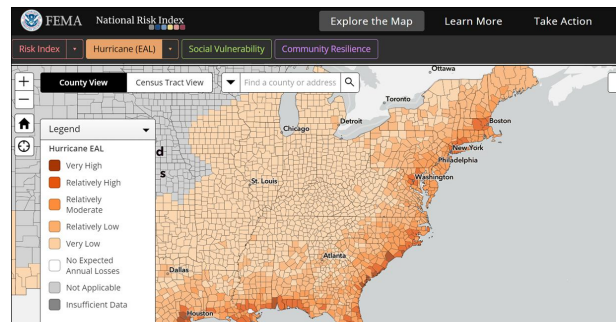 FEMA National Risk Index Explore the Map Learn More Take Action
Risk Index Hurricane (EAL) Social Vulnerability Community Resilience
+ County View Census Tract View Find a county or address
−
Legend
Hurricane EAL
Very High
Relatively High
Relatively
Moderate
Relatively Low
Very Low
No Expected
Annual Losses
Not Applicable
Insufficient Data
d
s
Ottawa
Toronto
Detroit
Chicago
Boston
New York
Philadelphia
Washington
St. Louis
Atlanta
Dallas
Houston